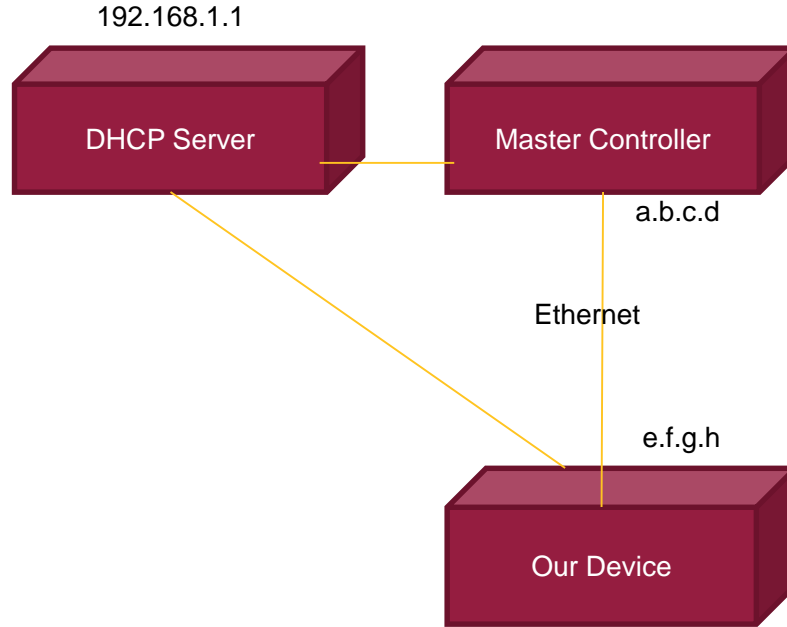 192.168.1.1
DHCP Server
Master Controller
a.b.c.d
Ethernet
e.f.g.h
Our Device